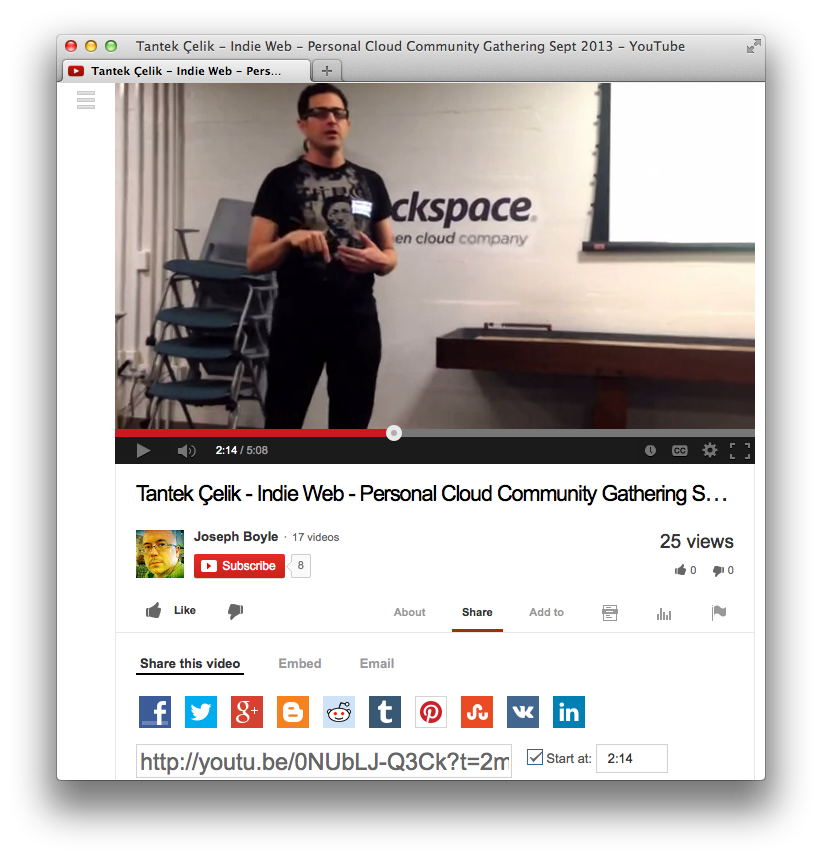 Tantek Çelik – Indie Web – Personal Cloud Community Gathering Sept 2013 – YouTube
Tantek Çelik – Indie Web – Pers...
ckspace®
en cloud company
2:14 / 5:08
CC
Tantek Çelik - Indie Web - Personal Cloud Community Gathering S...
Joseph Boyle · 17 videos
25 views
Subscribe 8
0 0
Like
About Share Add to
Share this video Embed Email
http://youtu.be/0NUbLJ-Q3Ck?t=2m
Start at: 2:14